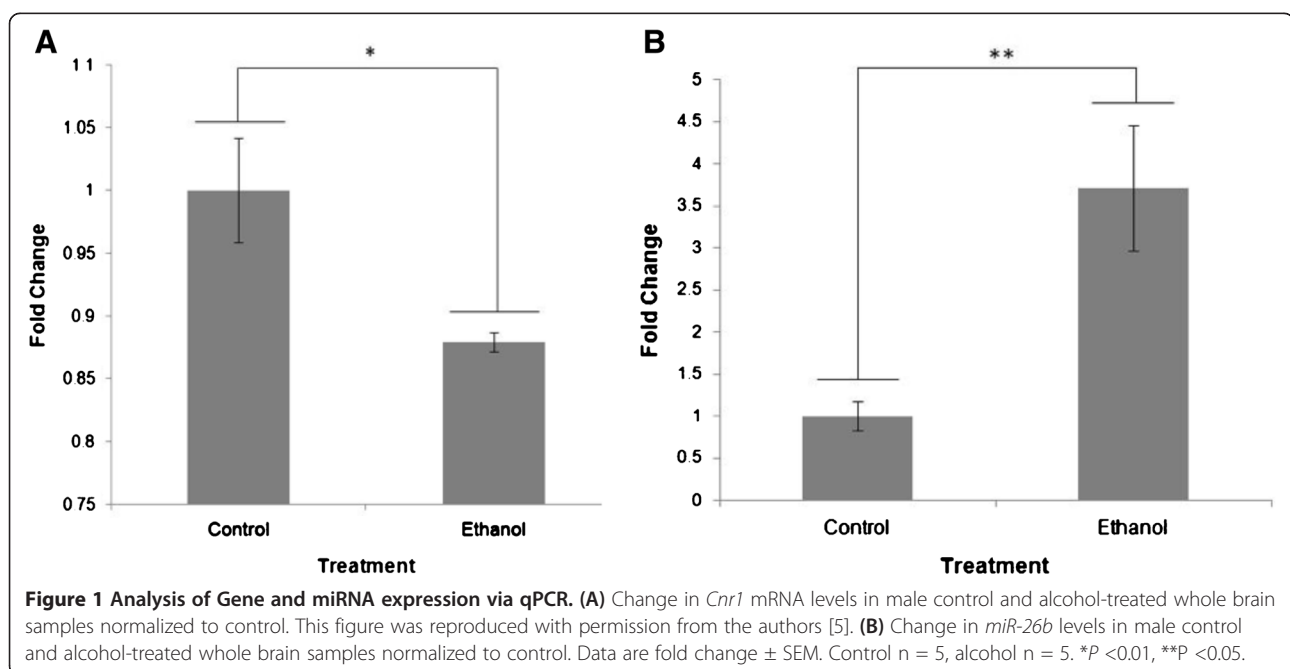 A
*
1.1
1.05
1
0.95
0.9
0.85
0.8
0.75
Fold Change
Control
Ethanol
Treatment
B
**
5
4.5
4
3.5
3
2.5
2
1.5
1
0.5
0
Fold Change
Control
Ethanol
Treatment
Figure 1 Analysis of Gene and miRNA expression via qPCR. (A) Change in Cnr1 mRNA levels in male control and alcohol-treated whole brain
samples normalized to control. This figure was reproduced with permission from the authors [5]. (B) Change in miR-26b levels in male control
and alcohol-treated whole brain samples normalized to control. Data are fold change ± SEM. Control n = 5, alcohol n = 5. *P <0.01, **P <0.05.